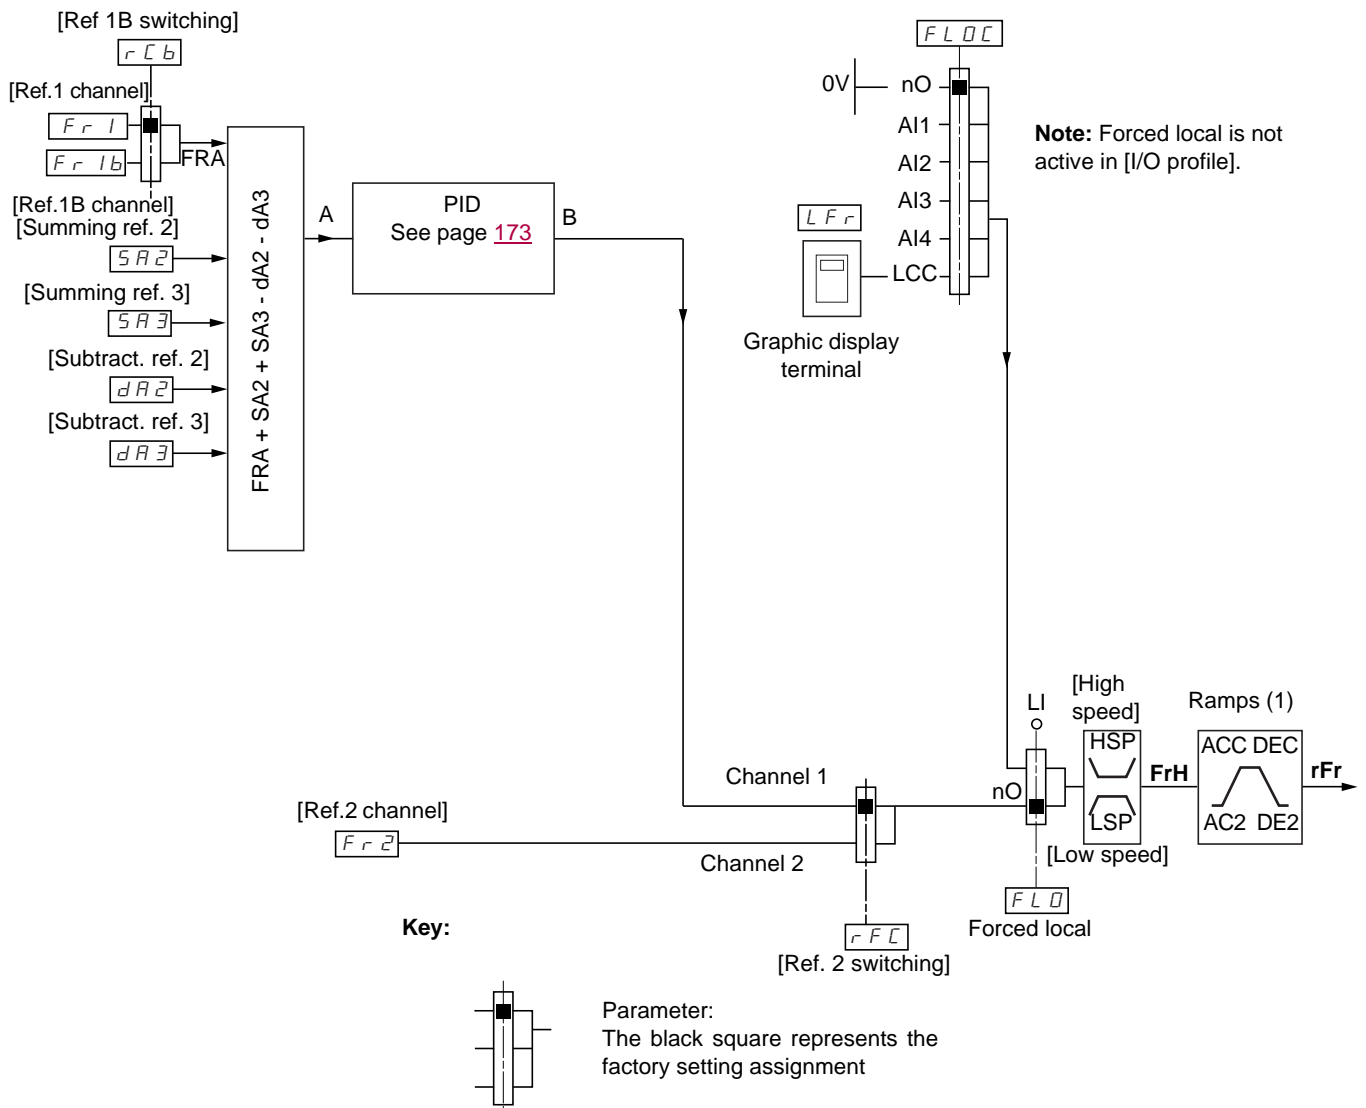 [Ref 1B switching]
rCb
[Ref.1 channel]
Fr1
Fr1b
FRA
[Ref.1B channel]
[Summing ref. 2]
SA2
[Summing ref. 3]
SA3
[Subtract. ref. 2]
dA2
[Subtract. ref. 3]
dA3
FRA + SA2 + SA3 - dA2 - dA3
A
PID
See page 173
B
FLOC
0V
nO
AI1
AI2
AI3
AI4
LCC
LFr
Graphic display
terminal
Note: Forced local is not
active in [I/O profile].
Channel 1
[Ref.2 channel]
Fr2
Channel 2
rFC
[Ref. 2 switching]
nO
LI
FLO
Forced local
[High
speed]
HSP
LSP
[Low speed]
FrH
Ramps (1)
ACC DEC
AC2 DE2
rFr
Key:
Parameter:
The black square represents the
factory setting assignment